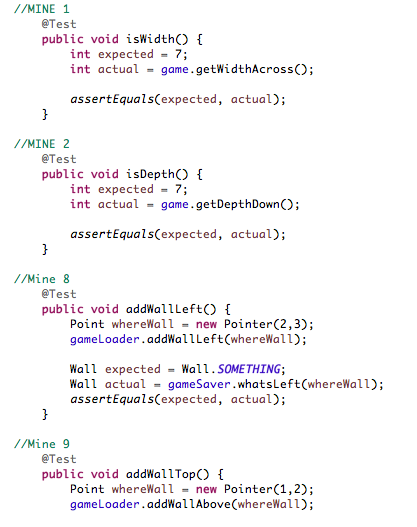 //MINE 1
@Test
public void isWidth() {
int expected = 7;
int actual = game.getWidthAcross();
assertEquals(expected, actual);
}
//MINE 2
@Test
public void isDepth() {
int expected = 7;
int actual = game.getDepthDown();
assertEquals(expected, actual);
}
//Mine 8
@Test
public void addWallLeft() {
Point whereWall = new Pointer(2,3);
gameLoader.addWallLeft(whereWall);
Wall expected = Wall.SOMETHING;
Wall actual = gameSaver.whatsLeft(whereWall);
assertEquals(expected, actual);
}
//Mine 9
@Test
public void addWallTop() {
Point whereWall = new Pointer(1,2);
gameLoader.addWallAbove(whereWall);